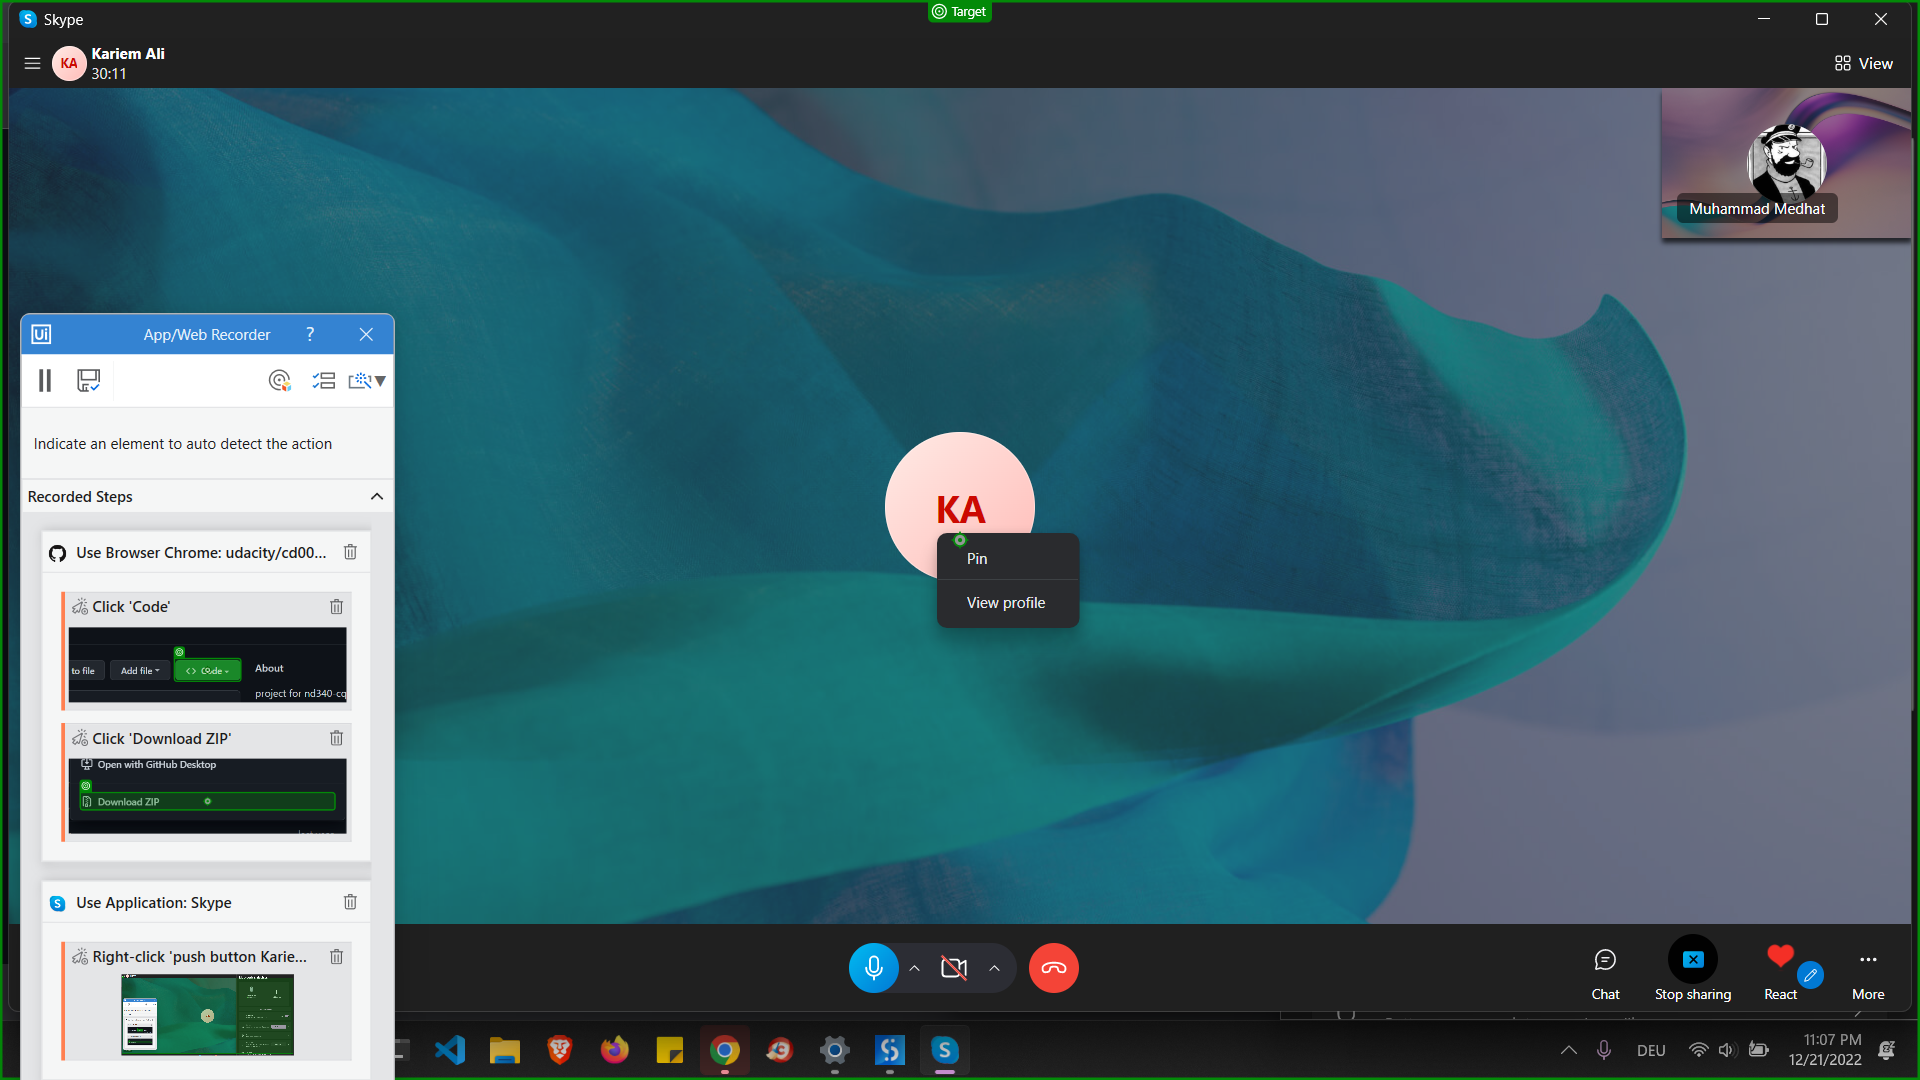 Skype
Target
KA
Kariem Ali
30:11
View
Muhammad Medhat
Ui
App/Web Recorder
?
Indicate an element to auto detect the action
Recorded Steps
Use Browser Chrome: udacity/cd00...
Click 'Code'
to file
Add file
Code
About
project for nd340-cq
Click 'Download ZIP'
Open with GitHub Desktop
Download ZIP
Use Application: Skype
Right-click 'push button Karie...
KA
Pin
View profile
Chat
Stop sharing
React
More
DEU
11:07 PM
12/21/2022